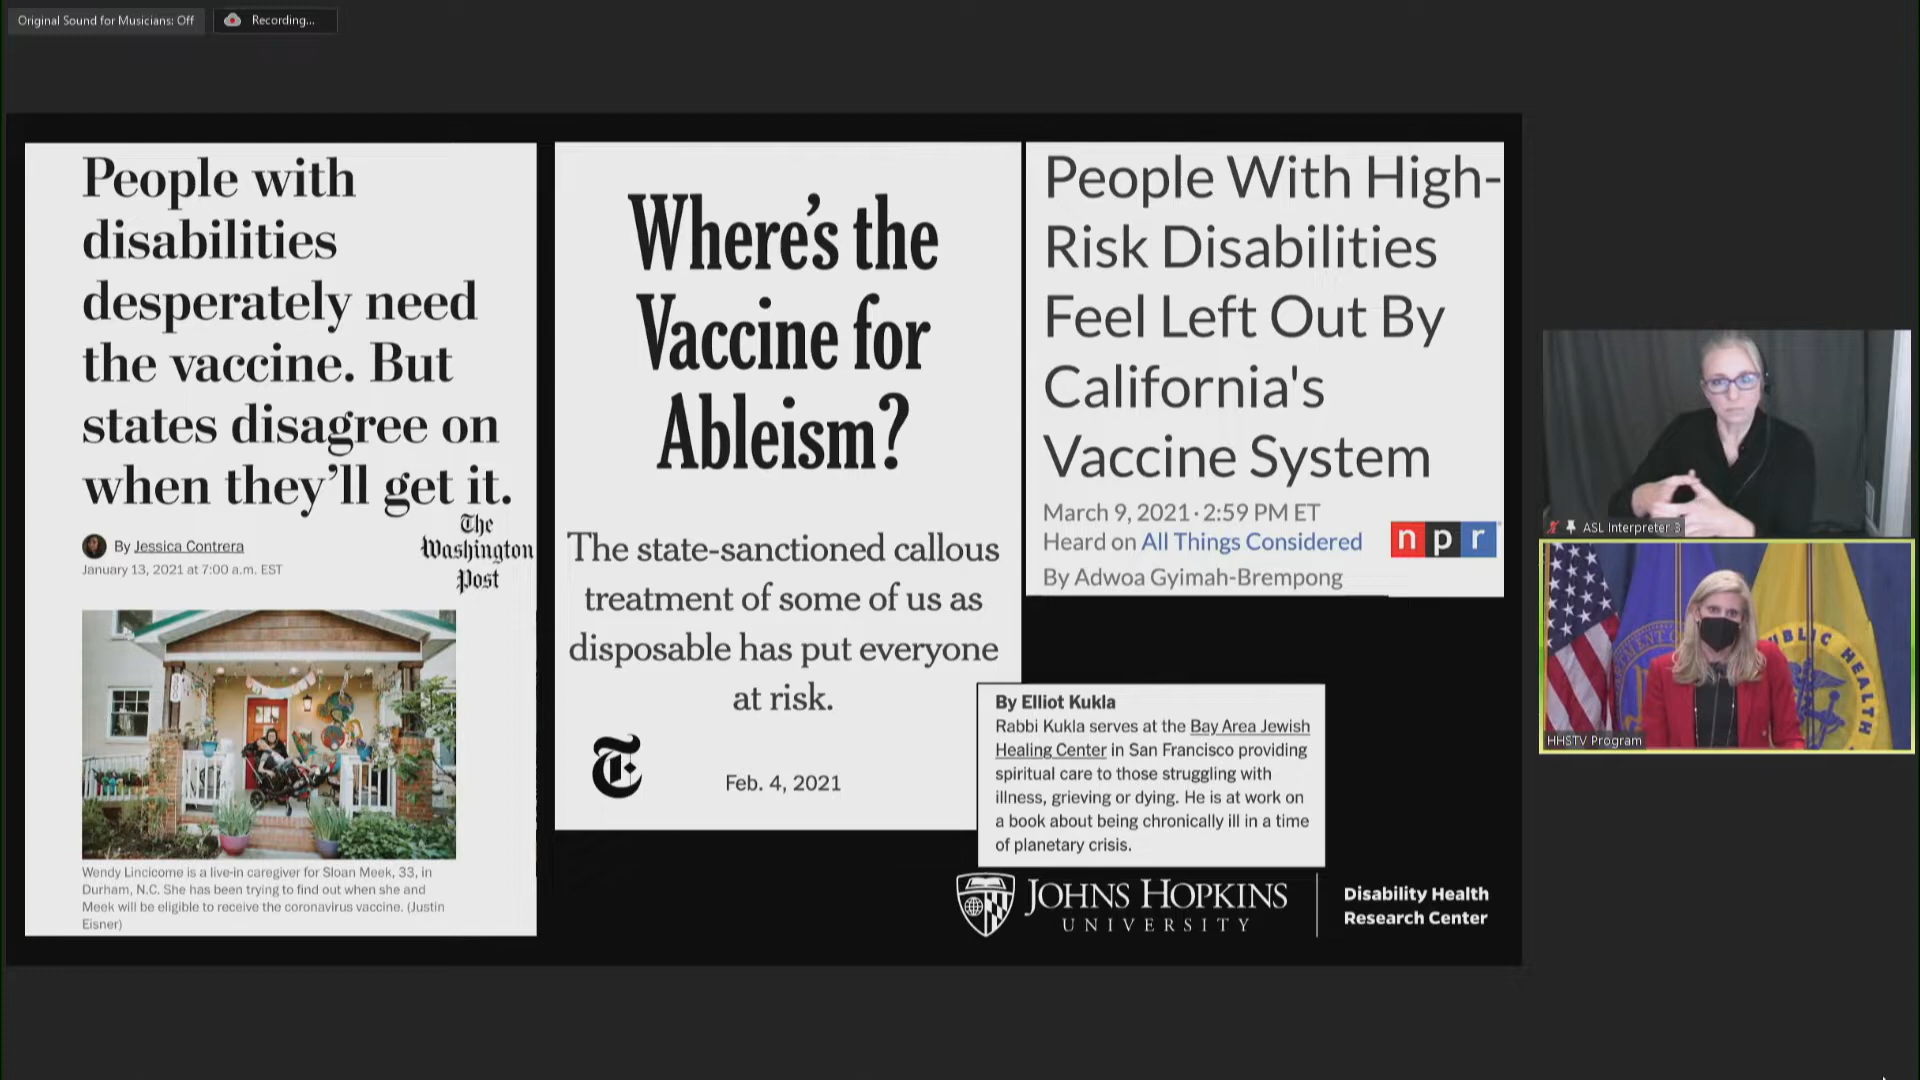 Original Sound for Musicians: Off
Recording...
People with
disabilities
desperately need
the vaccine. But
states disagree on
when they’ll get it.
The
Washington
Post
By Jessica Contrera
January 13, 2021 at 7:00 a.m. EST
Wendy Lincicome is a live-in caregiver for Sloan Meek, 33, in
Durham, N.C. She has been trying to find out when she and
Meek will be eligible to receive the coronavirus vaccine. (Justin
Eisner)
Where’s the
Vaccine for
Ableism?
The state-sanctioned callous
treatment of some of us as
disposable has put everyone
at risk.
T
Feb. 4, 2021
People With High-
Risk Disabilities
Feel Left Out By
California's
Vaccine System
March 9, 2021 · 2:59 PM ET
Heard on All Things Considered
By Adwoa Gyimah-Brempong
n p r
By Elliot Kukla
Rabbi Kukla serves at the Bay Area Jewish
Healing Center in San Francisco providing
spiritual care to those struggling with
illness, grieving or dying. He is at work on
a book about being chronically ill in a time
of planetary crisis.
JOHNS HOPKINS
UNIVERSITY
Disability Health
Research Center
ASL Interpreter 3
PUBLIC HEALTH
HHSTV Program